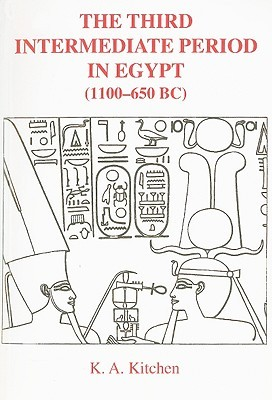 THE THIRD
INTERMEDIATE PERIOD
IN EGYPT
(1100–650 BC)
K. A. Kitchen